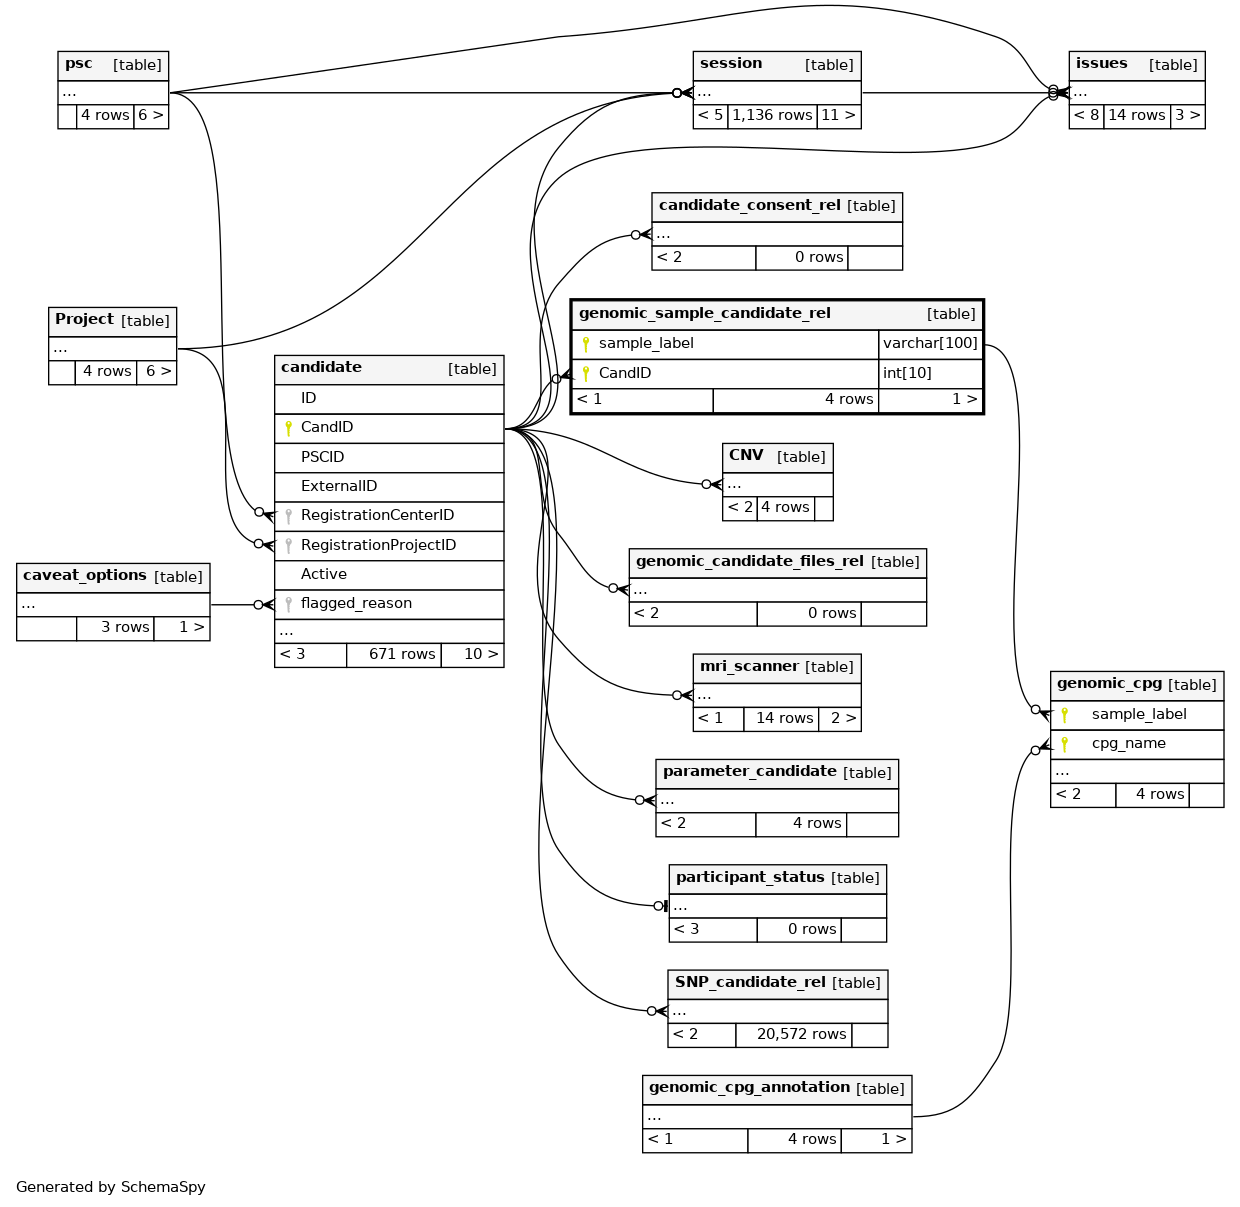 psc [table]
...
4 rows 6 >
session [table]
...
< 5 1,136 rows 11 >
issues [table]
...
< 8 14 rows 3 >
candidate_consent_rel [table]
...
< 2 0 rows
Project [table]
...
4 rows 6 >
genomic_sample_candidate_rel [table]
sample_label varchar[100]
CandID int[10]
< 1 4 rows 1 >
candidate [table]
ID
CandID
PSCID
ExternalID
RegistrationCenterID
RegistrationProjectID
Active
flagged_reason
...
< 3 671 rows 10 >
CNV [table]
...
< 2 4 rows
caveat_options [table]
...
3 rows 1 >
genomic_candidate_files_rel [table]
...
< 2 0 rows
mri_scanner [table]
...
< 1 14 rows 2 >
genomic_cpg [table]
sample_label
cpg_name
...
< 2 4 rows
parameter_candidate [table]
...
< 2 4 rows
participant_status [table]
...
< 3 0 rows
SNP_candidate_rel [table]
...
< 2 20,572 rows
genomic_cpg_annotation [table]
...
< 1 4 rows 1 >
Generated by SchemaSpy